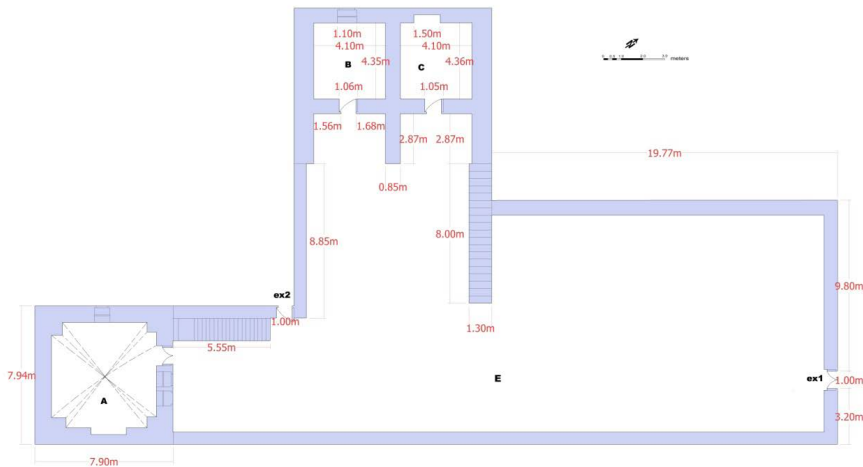 1.10m
1.50m
4.10m
4.10m
B
C
4.35m
4.36m
meters
1.06m
1.05m
1.56m
1.68m
2.87m
2.87m
19.77m
0.85m
8.85m
8.00m
ex2
9.80m
1.00m
1.30m
5.55m
7.94m
E
ex1
1.00m
A
3.20m
7.90m